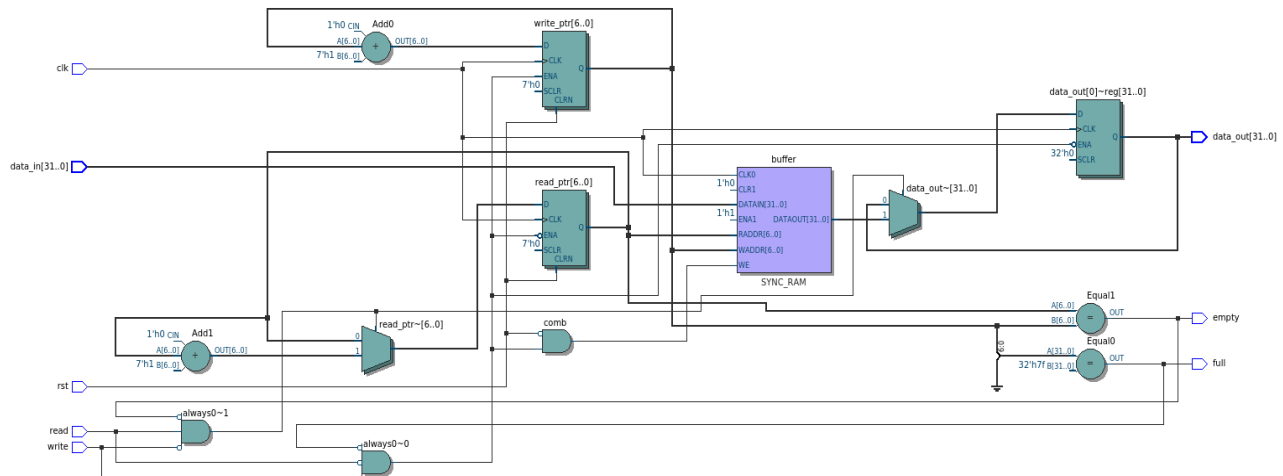 1'h0 CIN
Add0
A[6..0]
OUT[6..0]
7'h1 B[6..0]
+
clk
write_ptr[6..0]
D
CLK
ENA
7'h0
SCLR
CLRN
Q
data_out[0]~reg[31..0]
D
CLK
ENA
32'h0
SCLR
Q
data_out[31..0]
data_in[31..0]
read_ptr[6..0]
D
CLK
ENA
7'h0
SCLR
CLRN
Q
buffer
CLK0
1'h0
CLR1
DATAIN[31..0]
1'h1
ENA1
DATAOUT[31..0]
RADDR[6..0]
WADDR[6..0]
WE
SYNC_RAM
data_out~[31..0]
0
1
1'h0 CIN
Add1
A[6..0]
OUT[6..0]
7'h1 B[6..0]
+
read_ptr~[6..0]
0
1
comb
Equal1
A[6..0]
B[6..0]
=
OUT
empty
6:0
Equal0
A[31..0]
32'h7f B[31..0]
=
OUT
full
rst
always0~1
read
write
always0~0